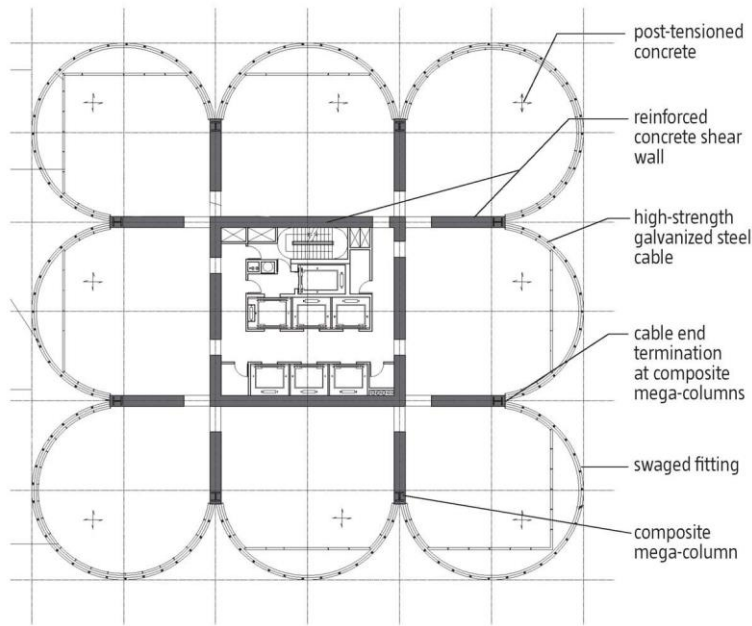 post-tensioned
concrete
reinforced
concrete shear
wall
high-strength
galvanized steel
cable
cable end
termination
at composite
mega-columns
swaged fitting
composite
mega-column